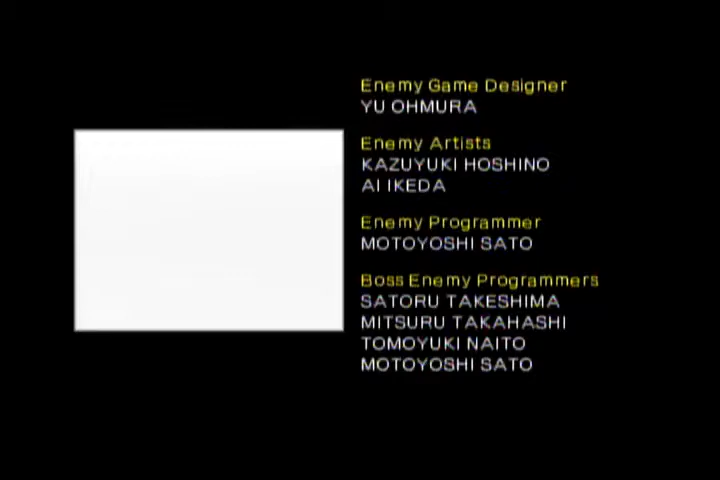 Enemy Game Designer
YU OHMURA
Enemy Artists
KAZUYUKI HOSHINO
AI IKEDA
Enemy Programmer
MOTOYOSHI SATO
Boss Enemy Programmers
SATORU TAKESHIMA
MITSURU TAKAHASHI
TOMOYUKI NAITO
MOTOYOSHI SATO